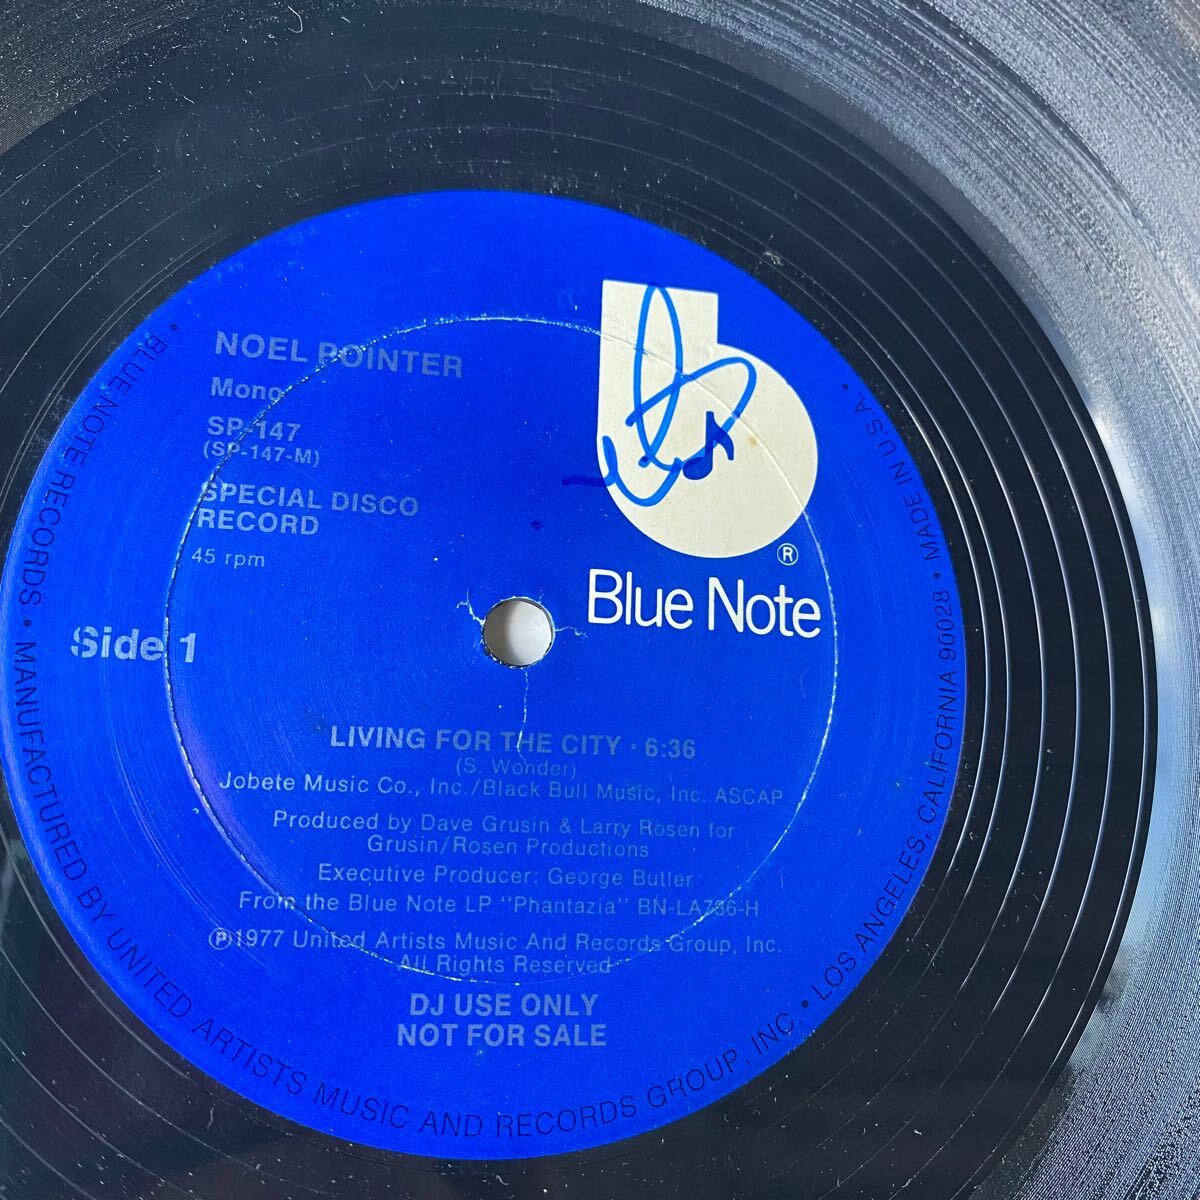 NOEL POINTER
Mono
SP-147
(SP-147-M)
SPECIAL DISCO
RECORD
45 rpm
Side 1
®
Blue Note
LIVING FOR THE CITY • 6:36
(S. Wonder)
Jobete Music Co., Inc./Black Bull Music, Inc. ASCAP
Produced by Dave Grusin & Larry Rosen for
Grusin/Rosen Productions
Executive Producer: George Butler
From the Blue Note LP "Phantazia" BN-LA736-H
℗1977 United Artists Music And Records Group, Inc.
All Rights Reserved
DJ USE ONLY
NOT FOR SALE
• BLUE NOTE RECORDS • MANUFACTURED BY UNITED ARTISTS MUSIC AND RECORDS GROUP, INC. • LOS ANGELES, CALIFORNIA 90028 • MADE IN U.S.A. •